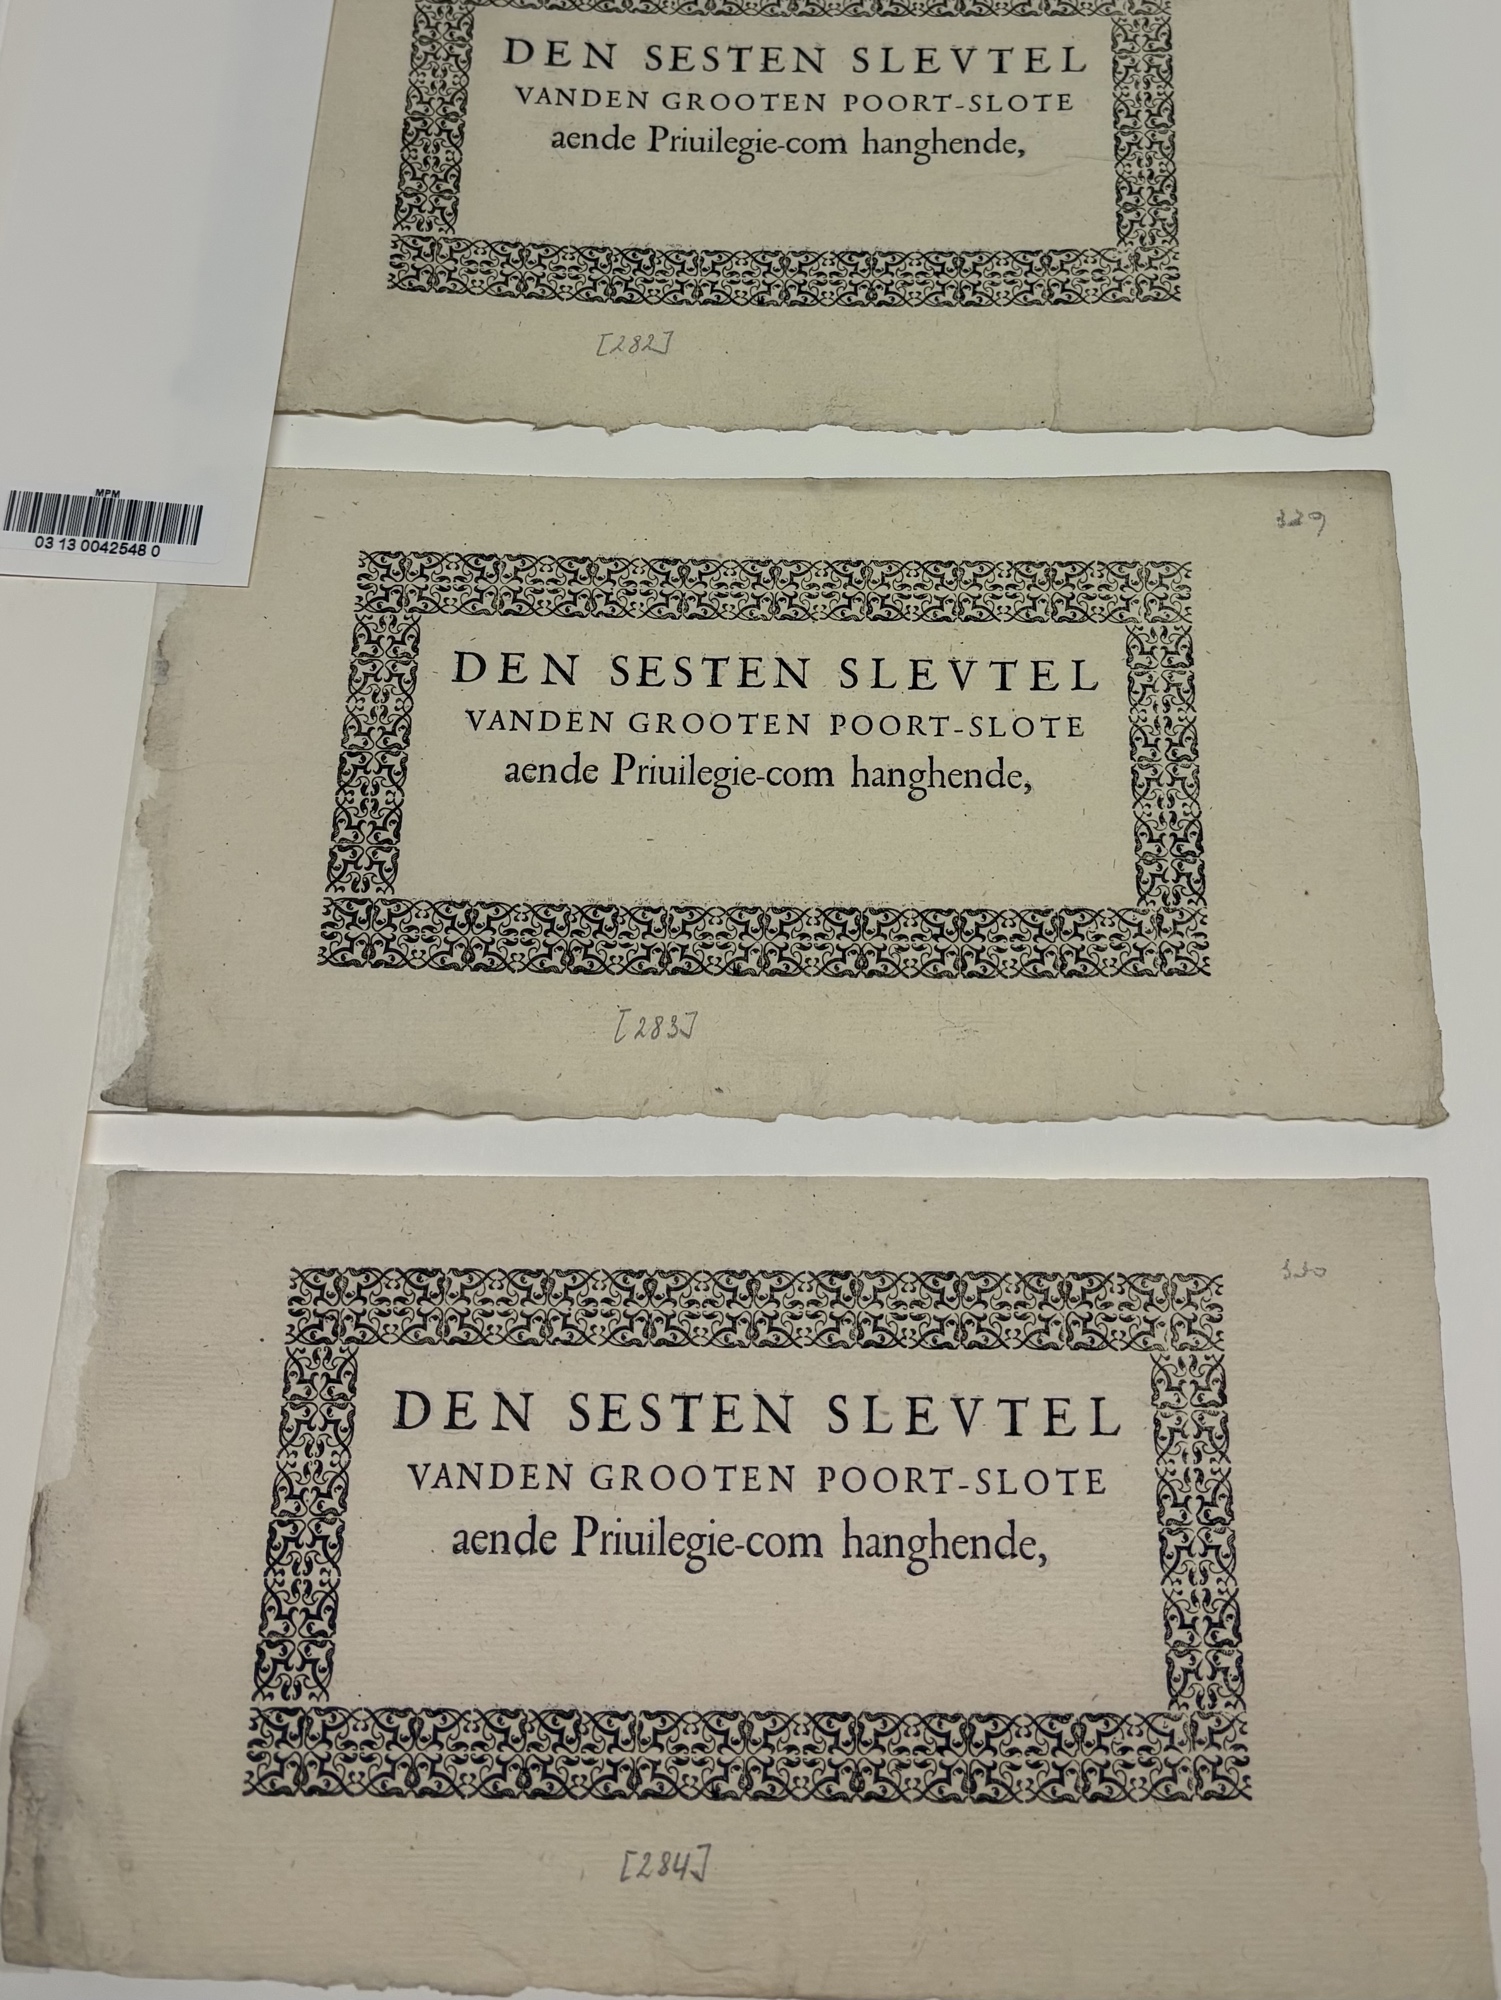 DEN SESTEN SLEVTEL
VANDEN GROOTEN POORT-SLOTE
aende Priuilegie-com hanghende,
[282]
MPM
03 13 0042548 0
329
DEN SESTEN SLEVTEL
VANDEN GROOTEN POORT-SLOTE
aende Priuilegie-com hanghende,
[283]
330
DEN SESTEN SLEVTEL
VANDEN GROOTEN POORT-SLOTE
aende Priuilegie-com hanghende,
[284]